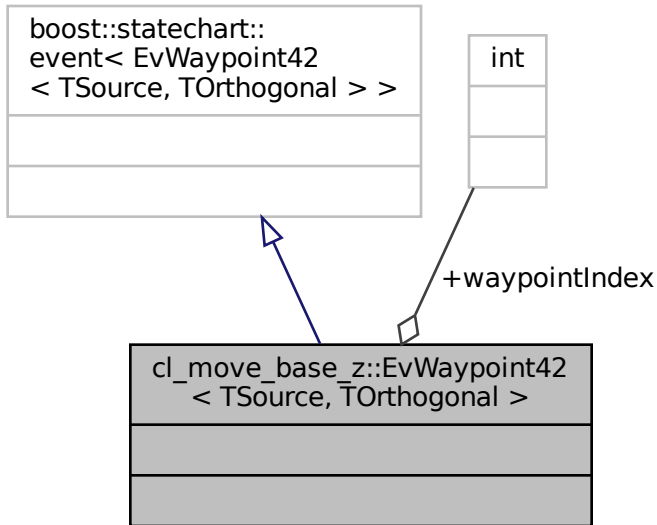 boost::statechart::
event< EvWaypoint42
< TSource, TOrthogonal > >
int
+waypointIndex
cl_move_base_z::EvWaypoint42
< TSource, TOrthogonal >